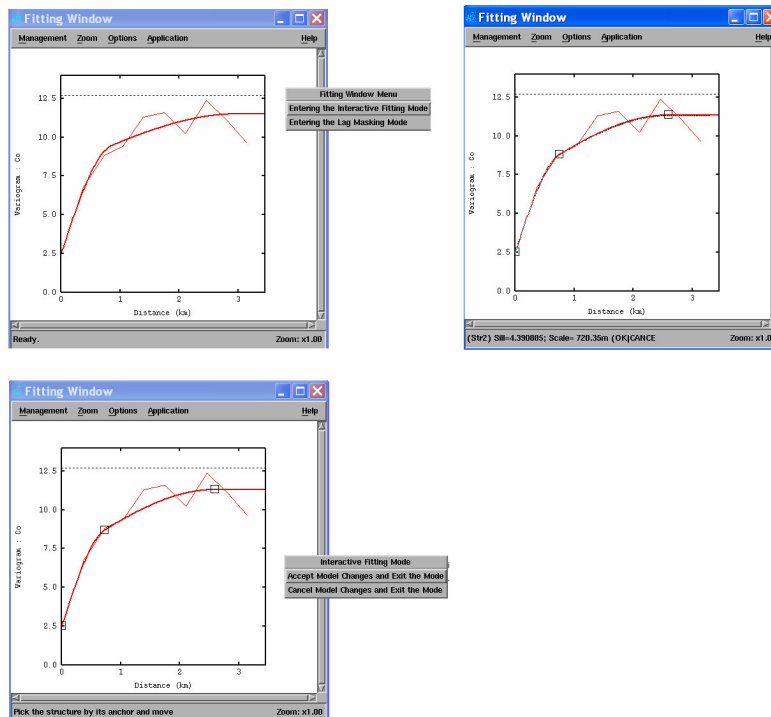 Fitting Window
Management Zoom Options Application Help
12.5
10.0
7.5
5.0
2.5
0.0
Variogram : Co
0 1 2 3
Distance (km)
Ready. Zoom: x1.00
Fitting Window Menu
Entering the Interactive Fitting Mode
Entering the Lag Masking Mode
Fitting Window
Management Zoom Options Application Help
12.5
10.0
7.5
5.0
2.5
0.0
Variogram : Co
0 1 2 3
Distance (km)
(Str2) Sill=4.390885; Scale= 720.35m (OK|CANCE Zoom: x1.0
Fitting Window
Management Zoom Options Application Help
12.5
10.0
7.5
5.0
2.5
0.0
Variogram : Co
0 1 2 3
Distance (km)
Pick the structure by its anchor and move Zoom: x1.00
Interactive Fitting Mode
Accept Model Changes and Exit the Mode
Cancel Model Changes and Exit the Mode